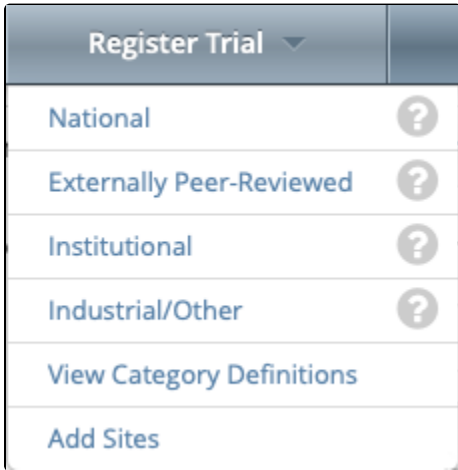 Register Trial
National
Externally Peer-Reviewed
Institutional
Industrial/Other
View Category Definitions
Add Sites